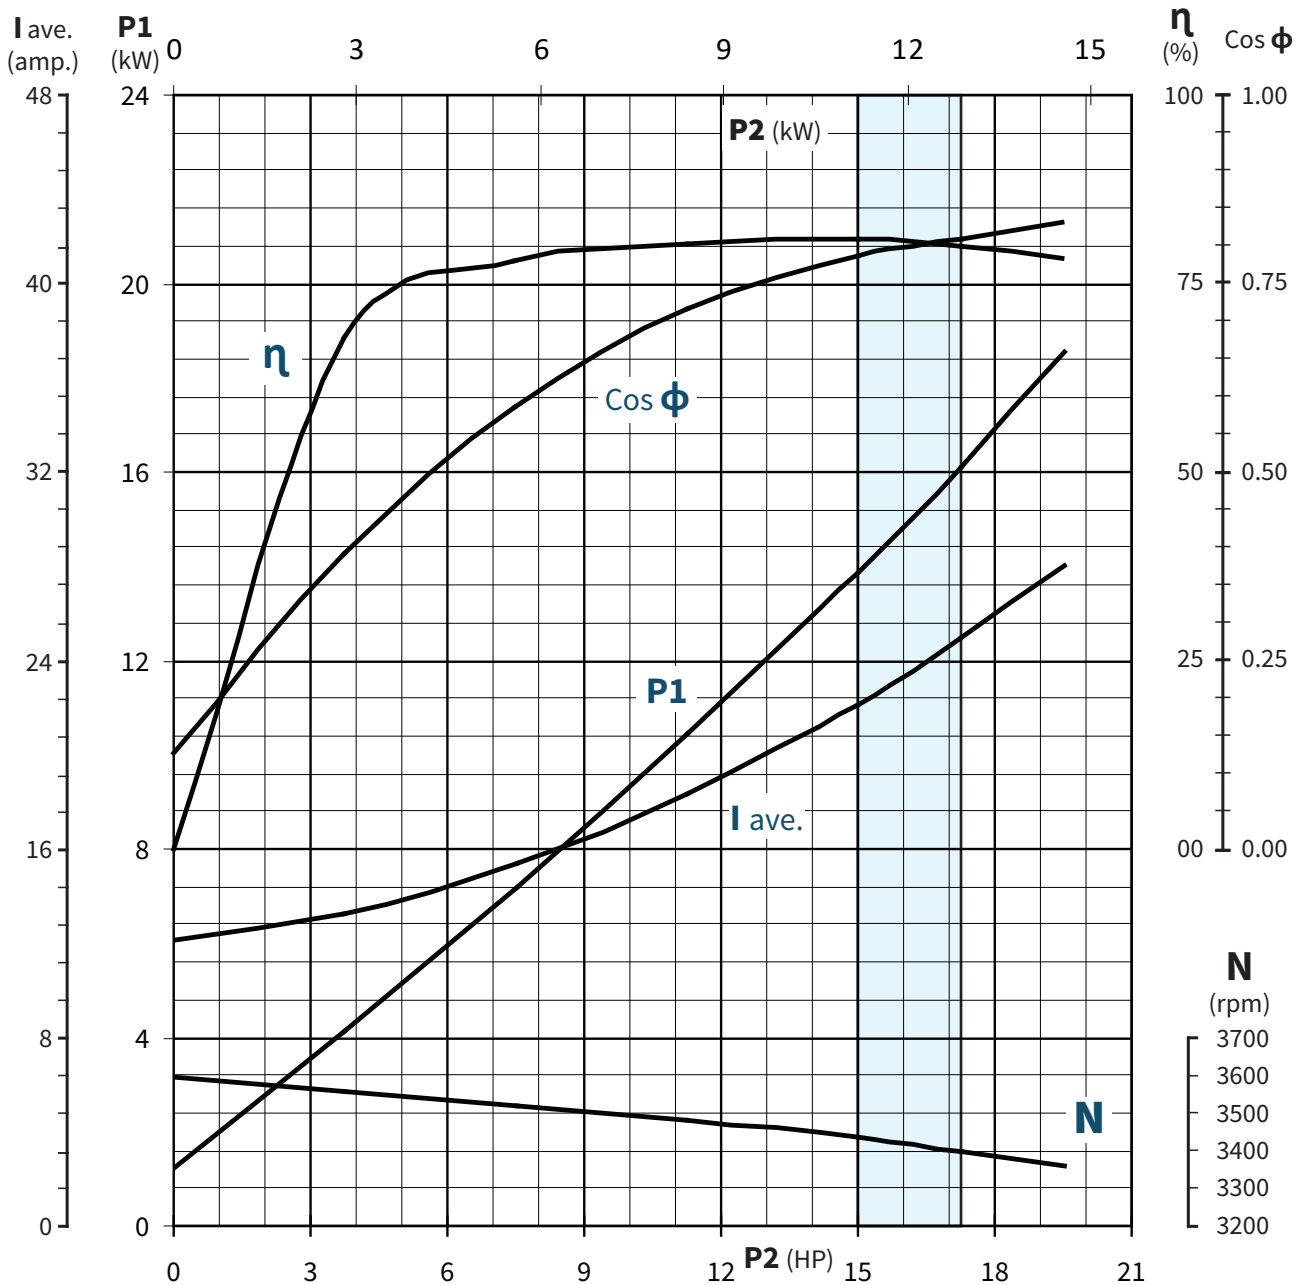 I ave.
(amp.)
P1
(kW)
0 3 6 9 12 15
η
(%)
Cos ϕ
48 24 100 1.00
P2 (kW)
40 20 75 0.75
η
Cos ϕ
32 16 50 0.50
24 12 25 0.25
P1
I ave.
16 8 00 0.00
N
(rpm)
8 4 3700
3600
3500
N
3400
3300
0 0 3200
P2 (HP)
0 3 6 9 12 15 18 21